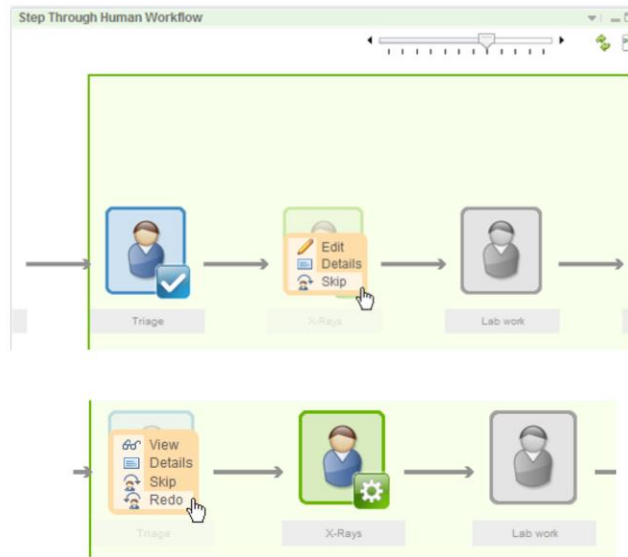 Step Through Human Workflow
Edit
Details
Skip
Triage
X-Rays
Lab work
View
Details
Skip
Redo
Triage
X-Rays
Lab work